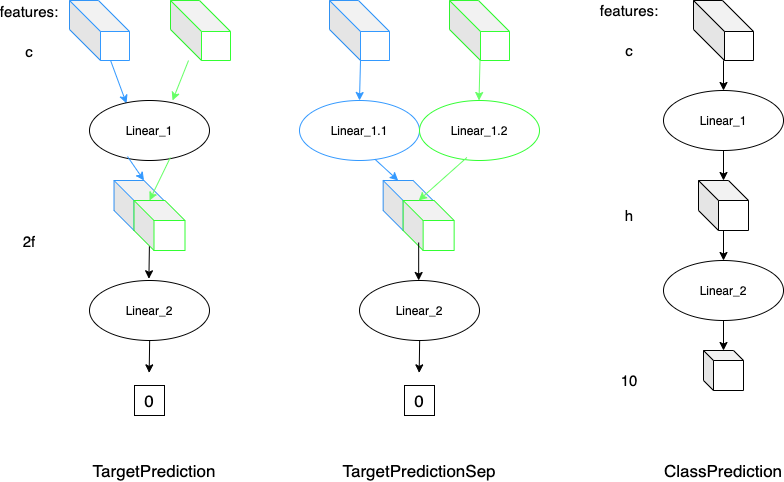 features:
c
Linear_1
2f
Linear_2
0
TargetPrediction
Linear_1.1
Linear_1.2
Linear_2
0
TargetPredictionSep
features:
c
Linear_1
h
Linear_2
10
ClassPrediction